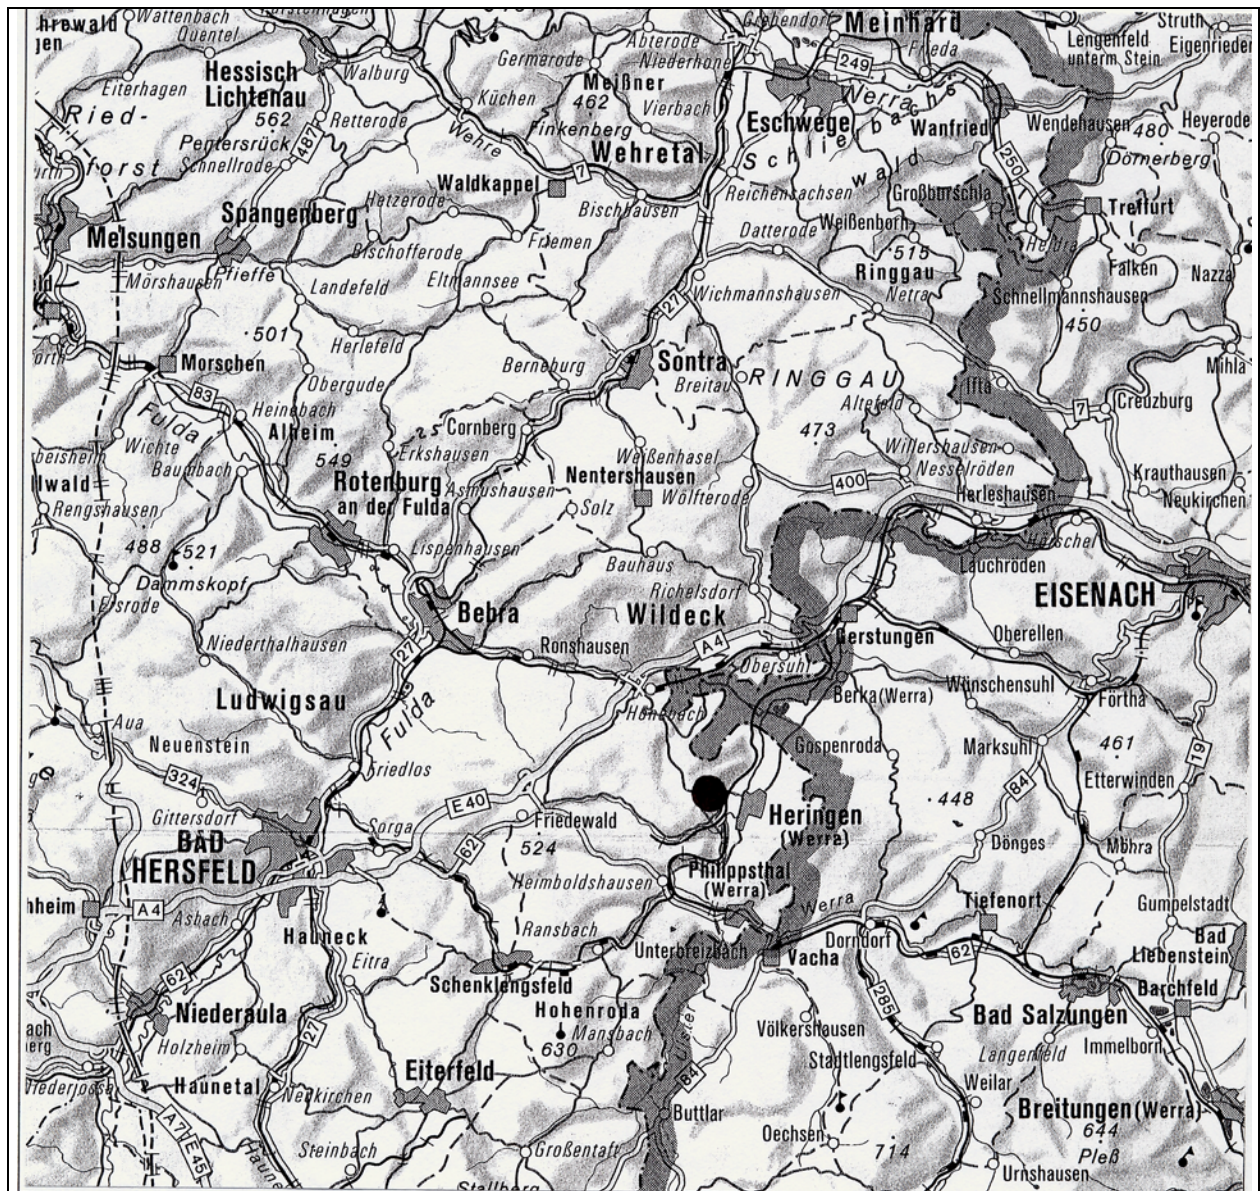 Wattenbach
Quentel
Hessisch
Lichtenau
562
Eiterhagen
Walburg
Retterode
487
Ried-
forst
Schnellrode
Küchen
Wehre
Germerode
Meißner
462
Vierbach
Abterode
Niederhone
Grebendorf
Meinhard
Frieda
249
Struth
Eigenrieden
Lengenfeld
unterm Stein
Werra
Eschwege
Schlie
bach
wald
Wanfried
Wendehausen
480
Heyerode
Dörnerberg
250
Finkenberg
Wehretal
Waldkappel
7
Bischhausen
Reichensachsen
Großburschla
Treffurt
Heldra
Falken
Nazza
Spangenberg
Hetzerode
Melsungen
Bischofferode
Friemen
Datterode
Weißenborn
515
Ringgau
Netra
Pfieffe
Mörshausen
Landefeld
Eltmannsee
27
Wichmannshausen
Schnellmannshausen
450
501
Herlefeld
Morschen
Berneburg
Sontra
Breitau
RINGGAU
Ifta
Mihla
Obergude
83
Altefeld
7
Creuzburg
Heinebach
Fulda
Alheim
549
Cornberg
473
Wichte
Baumbach
Erkshausen
Weißenhasel
Willershausen
Nesselröden
Krauthausen
Neukirchen
Rotenburg
an der Fulda
Asmushausen
Nentershausen
Wölfterode
400
Herleshausen
Rengshausen
Solz
488
521
Lispenhausen
Hörschel
Dammskopf
Bauhaus
Lauchröden
Richelsdorf
EISENACH
Bebra
Wildeck
Gerstungen
Oberellen
Niederthalhausen
27
Ronshausen
A4
Obersuhl
Berka (Werra)
Wünschensuhl
Förtha
Ludwigsau
Fulda
Hönebach
Aua
Neuenstein
Gospenroda
Marksuhl
461
19
Friedlos
324
Etterwinden
84
Gittersdorf
E40
Heringen
(Werra)
448
BAD
HERSFELD
Sorga
Friedewald
524
62
Dönges
Möhra
Heimboldshausen
Philippsthal
(Werra)
A4
Asbach
Werra
Tiefenort
Gumpelstadt
Hauneck
Ransbach
Unterbreizbach
Vacha
Dorndorf
62
Bad
Liebenstein
Eitra
Schenklengsfeld
Barchfeld
62
Niederaula
27
Hohenroda
Mansbach
630
Ulster
Völkershausen
285
Bad Salzungen
Holzheim
Stadtlengsfeld
Langenfeld
Immelborn
Haunetal
Eiterfeld
84
Weilar
Neukirchen
Buttlar
Breitungen (Werra)
644
Pleß
A7
E45
Steinbach
Großentaft
Oechsen
714
Urnshausen
Haune
Stallberg